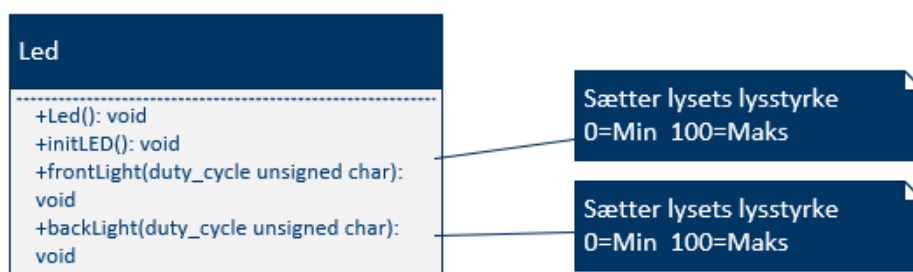 Led
+Led(): void
+initLED(): void
+frontLight(duty_cycle unsigned char):
void
+backLight(duty_cycle unsigned char):
void
Sætter lysets lysstyrke
0=Min 100=Maks
Sætter lysets lysstyrke
0=Min 100=Maks